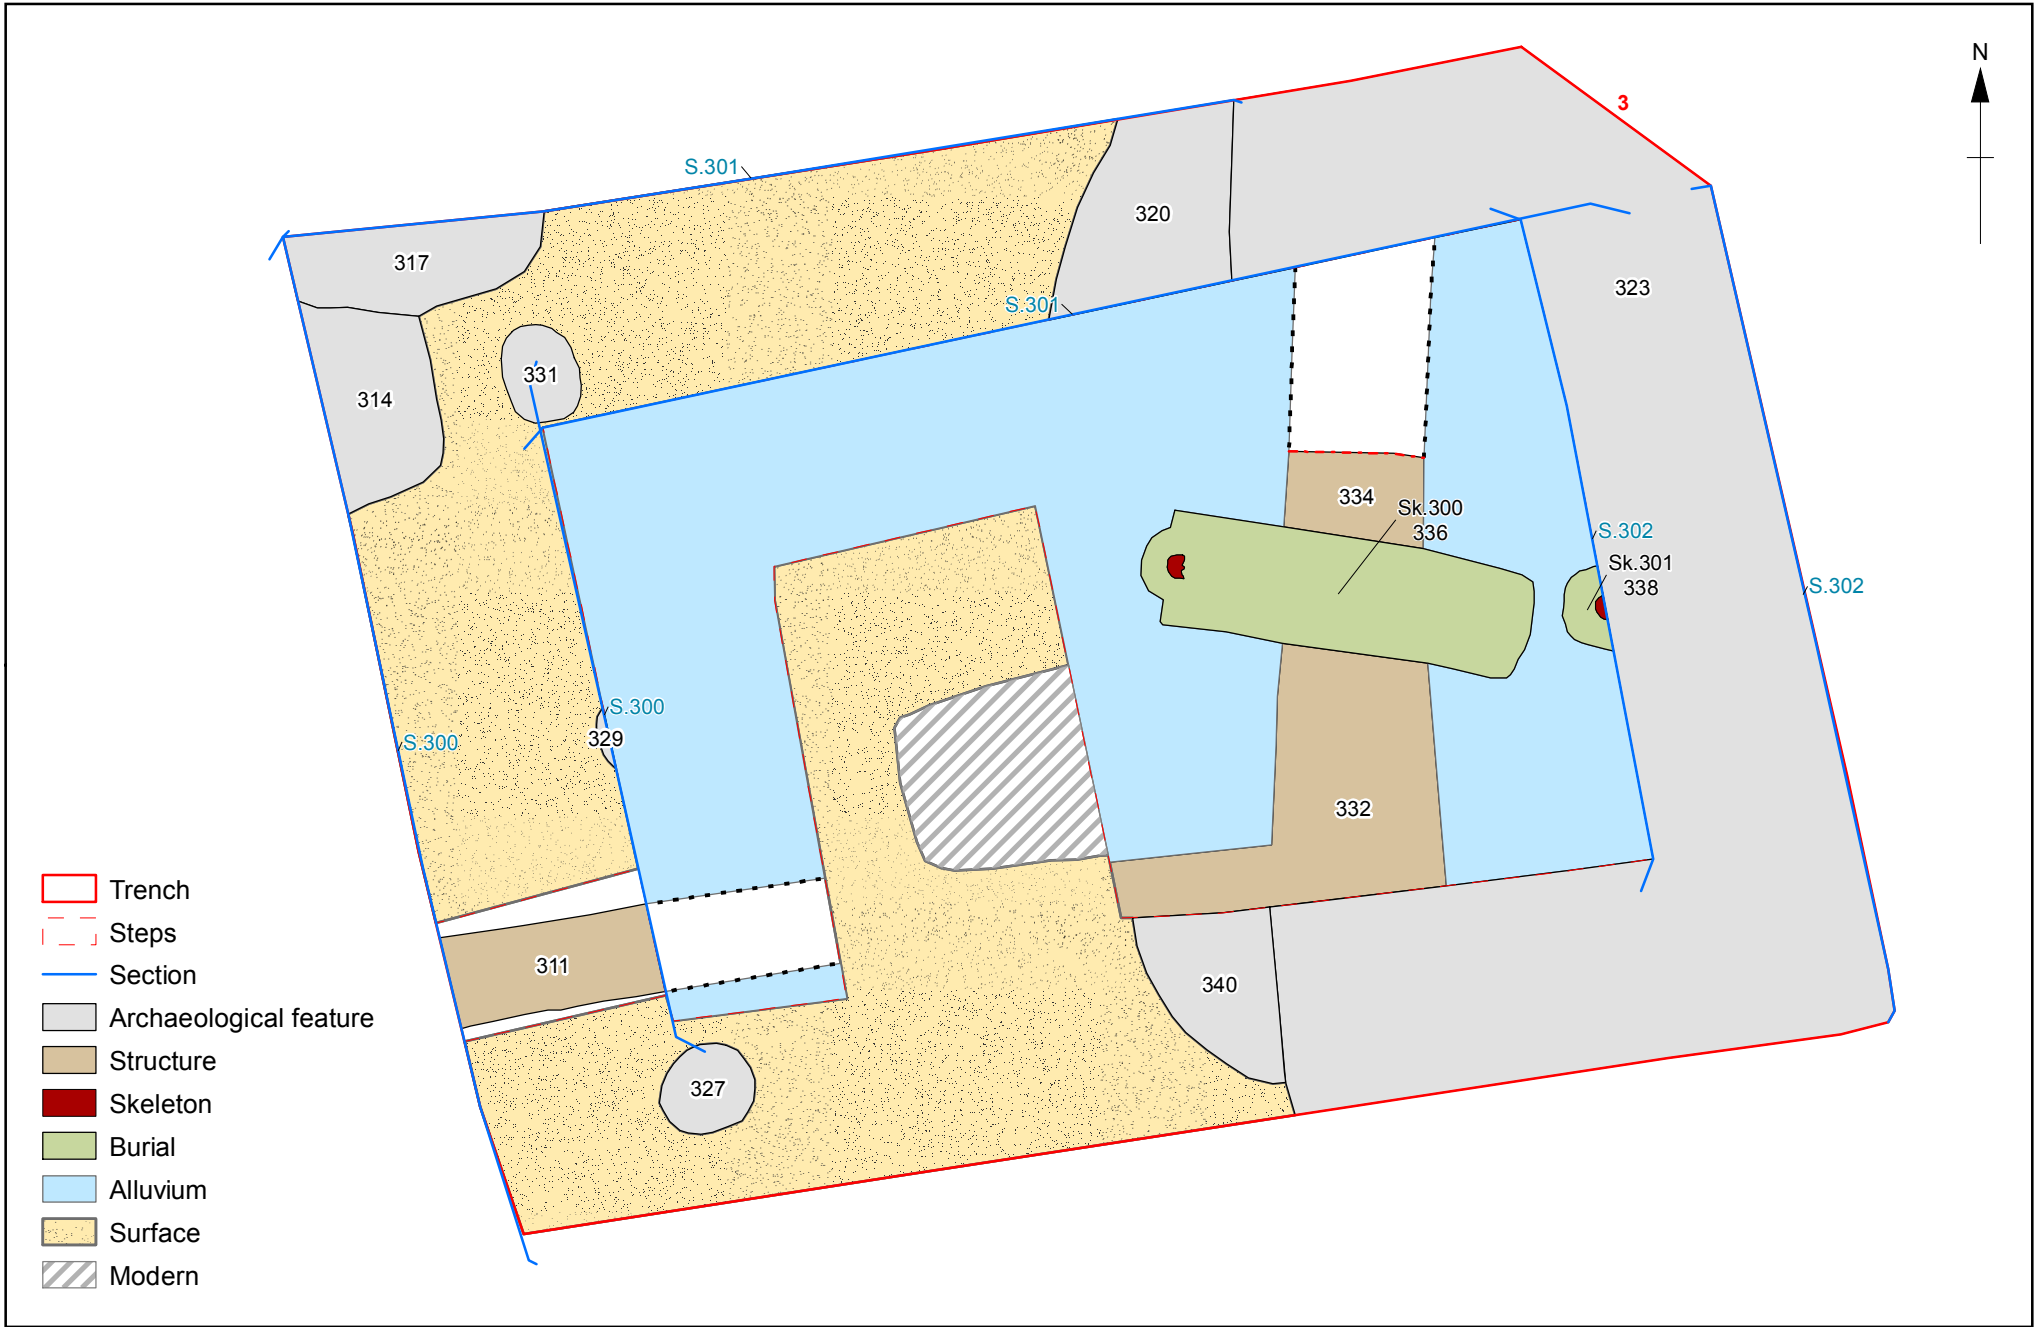 N
3
S.301
320
317
323
S.301
331
314
334
Sk.300
336
S.302
Sk.301
338
S.302
S.300
329
S.300
332
311
340
327
Trench
Steps
Section
Archaeological feature
Structure
Skeleton
Burial
Alluvium
Surface
Modern